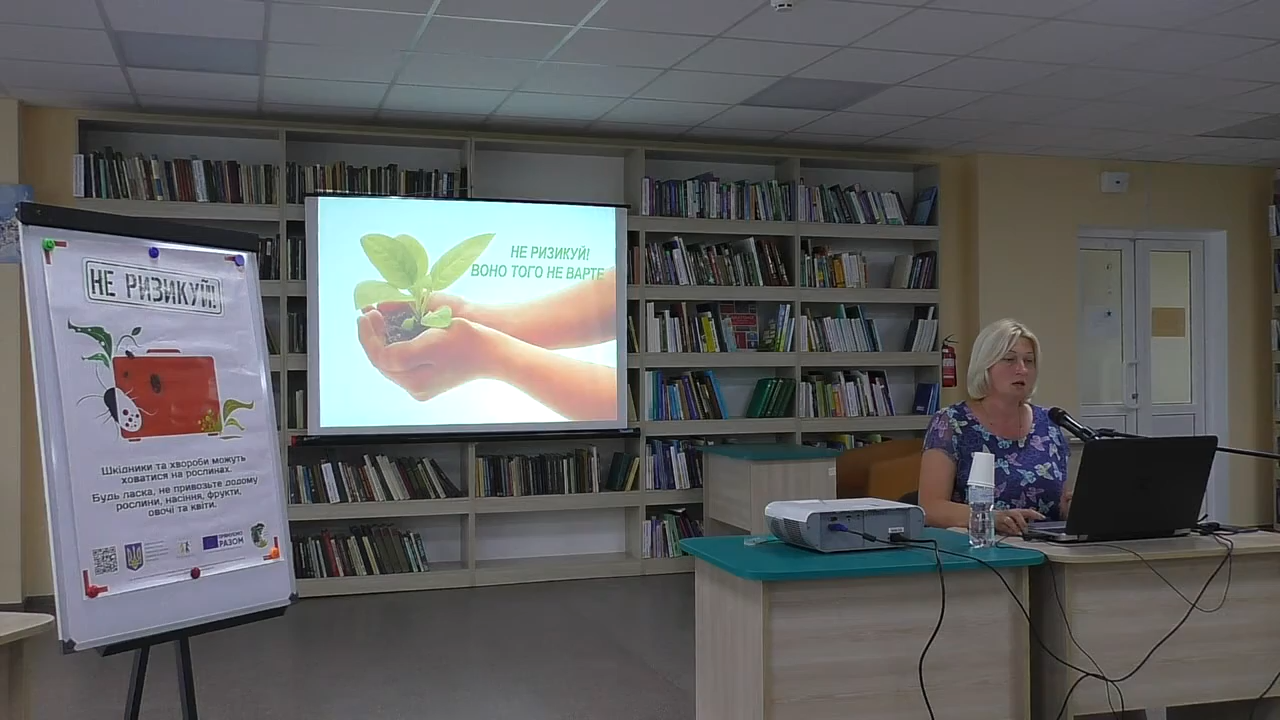 НЕ РИЗИКУЙ!
Шкідники та хвороби можуть
ховатися на рослинах.
Будь ласка, не привозьте додому
рослини, насіння, фрукти,
овочі та квіти.
РАЗОМ
НЕ РИЗИКУЙ!
ВОНО ТОГО НЕ ВАРТЕ